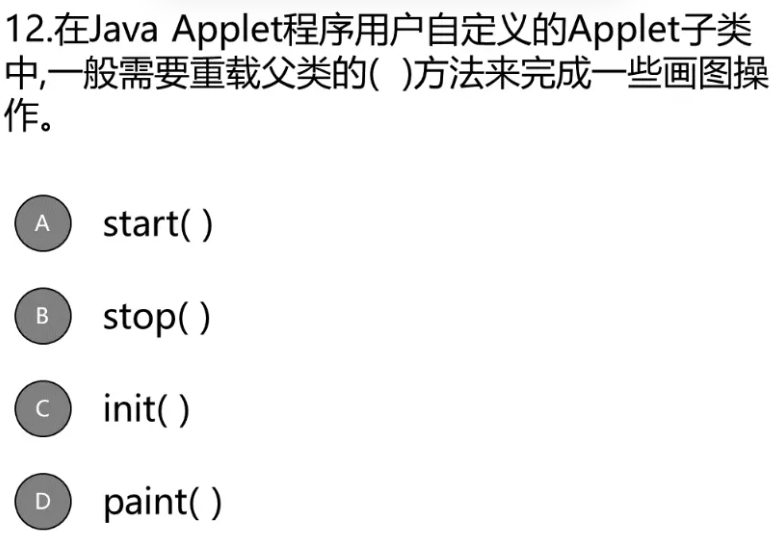 12.在Java Applet程序用户自定义的Applet子类
中,一般需要重载父类的( )方法来完成一些画图操
作。
A start( )
B stop( )
C init( )
D paint( )